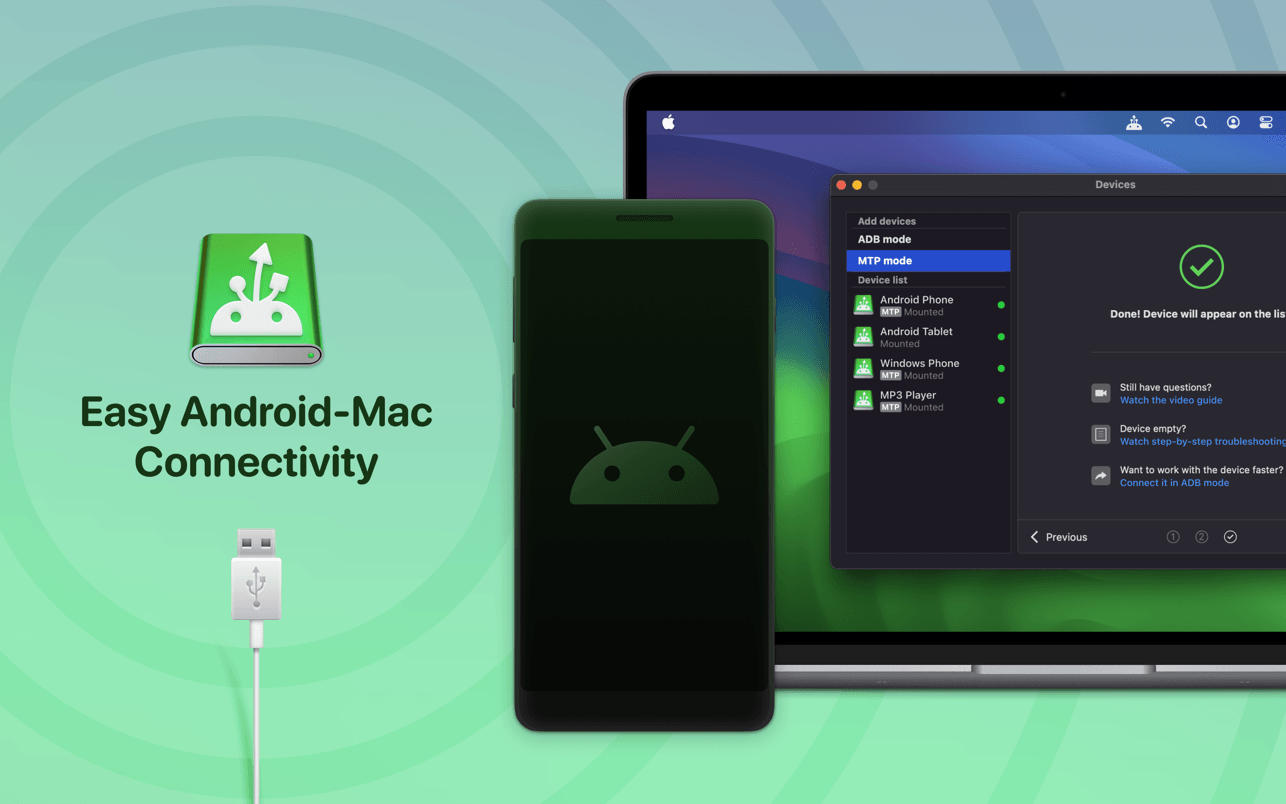 Easy Android-Mac
Connectivity
Devices
Add devices
ADB mode
MTP mode
Device list
Android Phone
MTP Mounted
Android Tablet
Mounted
Windows Phone
MTP Mounted
MP3 Player
MTP Mounted
Done! Device will appear on the lis
Still have questions?
Watch the video guide
Device empty?
Watch step-by-step troubleshooting
Want to work with the device faster?
Connect it in ADB mode
Previous
1 2